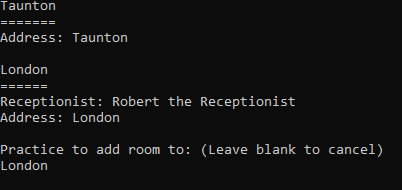 Taunton
=======
Address: Taunton
London
======
Receptionist: Robert the Receptionist
Address: London
Practice to add room to: (Leave blank to cancel)
London